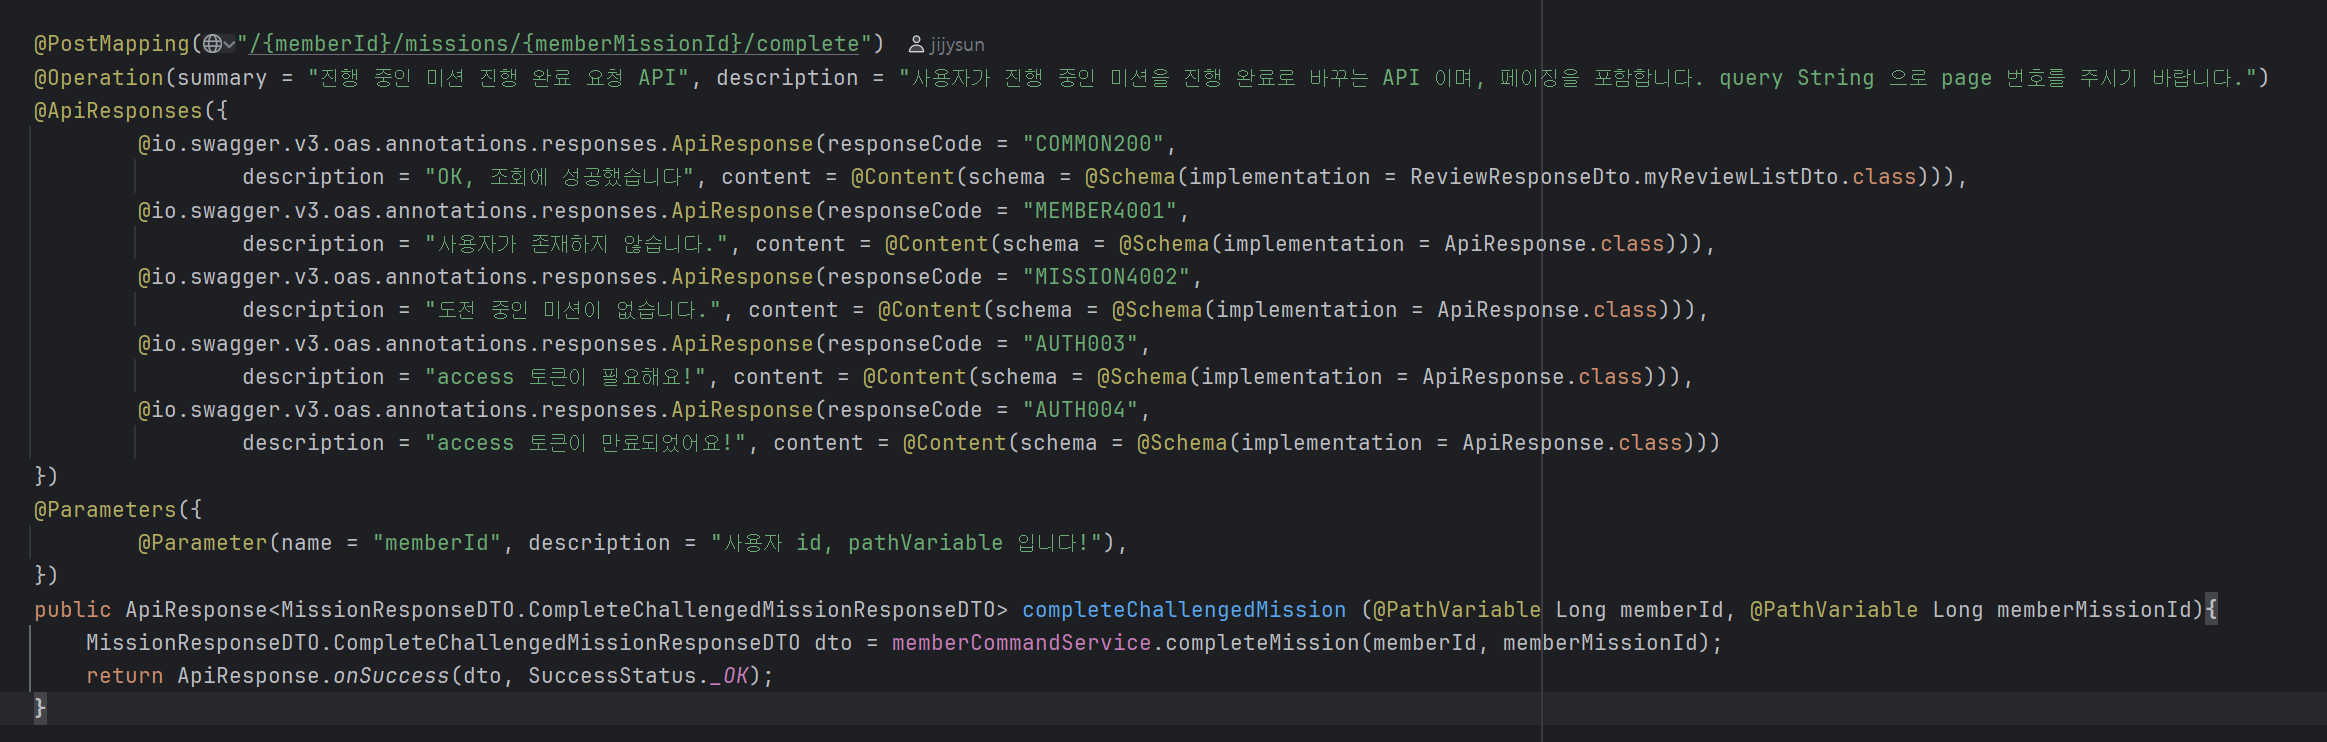 @PostMapping("/{memberId}/missions/{memberMissionId}/complete") jijysun
@Operation(summary = "진행 중인 미션 진행 완료 요청 API", description = "사용자가 진행 중인 미션을 진행 완료로 바꾸는 API 이며, 페이징을 포함합니다. query String 으로 page 번호를 주시기 바랍니다.")
@ApiResponses({
@io.swagger.v3.oas.annotations.responses.ApiResponse(responseCode = "COMMON200",
description = "OK, 조회에 성공했습니다", content = @Content(schema = @Schema(implementation = ReviewResponseDto.myReviewListDto.class))),
@io.swagger.v3.oas.annotations.responses.ApiResponse(responseCode = "MEMBER4001",
description = "사용자가 존재하지 않습니다.", content = @Content(schema = @Schema(implementation = ApiResponse.class))),
@io.swagger.v3.oas.annotations.responses.ApiResponse(responseCode = "MISSION4002",
description = "도전 중인 미션이 없습니다.", content = @Content(schema = @Schema(implementation = ApiResponse.class))),
@io.swagger.v3.oas.annotations.responses.ApiResponse(responseCode = "AUTH003",
description = "access 토큰이 필요해요!", content = @Content(schema = @Schema(implementation = ApiResponse.class))),
@io.swagger.v3.oas.annotations.responses.ApiResponse(responseCode = "AUTH004",
description = "access 토큰이 만료되었어요!", content = @Content(schema = @Schema(implementation = ApiResponse.class)))
})
@Parameters({
@Parameter(name = "memberId", description = "사용자 id, pathVariable 입니다!"),
})
public ApiResponse<MissionResponseDTO.CompleteChallengedMissionResponseDTO> completeChallengedMission (@PathVariable Long memberId, @PathVariable Long memberMissionId){
MissionResponseDTO.CompleteChallengedMissionResponseDTO dto = memberCommandService.completeMission(memberId, memberMissionId);
return ApiResponse.onSuccess(dto, SuccessStatus._OK);
}